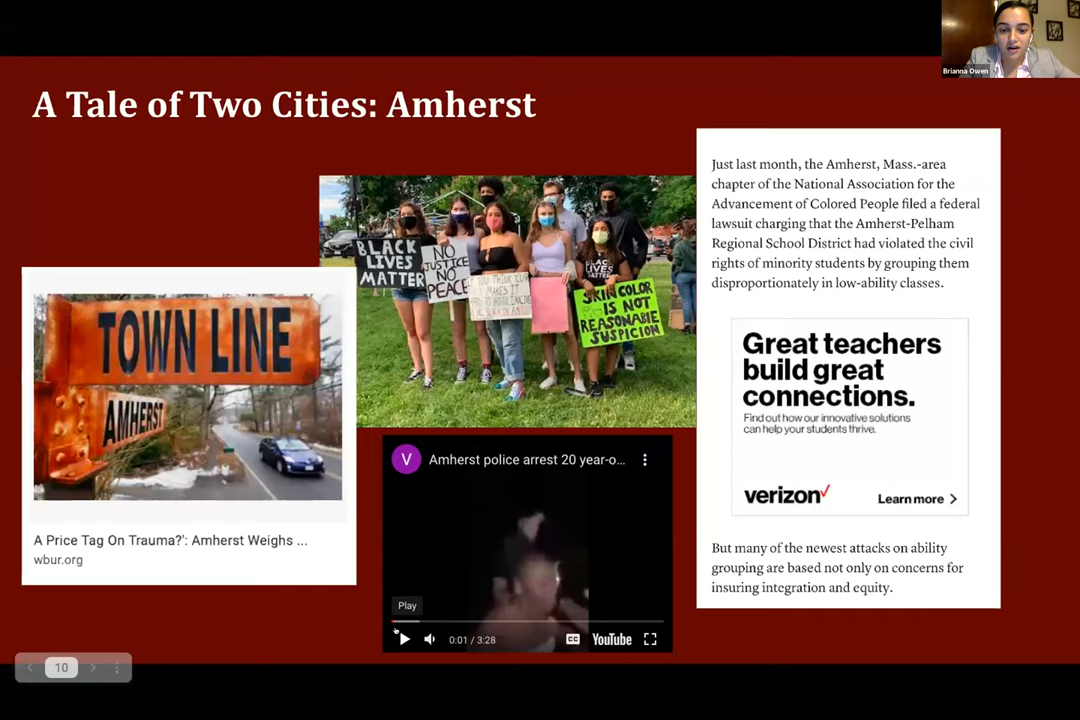 Brianna Owen
A Tale of Two Cities: Amherst
TOWN LINE
AMHERST
A Price Tag On Trauma?': Amherst Weighs ...
wbur.org
BLACK
LIVES
MATTER
NO
JUSTICE
NO
PEACE
BLACK
LIVES
MATTER
SKIN COLOR
IS NOT
REASONABLE
SUSPICION
V
Amherst police arrest 20 year-o...
Play
0:01 / 3:28
CC
YouTube
Just last month, the Amherst, Mass.-area
chapter of the National Association for the
Advancement of Colored People filed a federal
lawsuit charging that the Amherst-Pelham
Regional School District had violated the civil
rights of minority students by grouping them
disproportionately in low-ability classes.
Great teachers
build great
connections.
Find out how our innovative solutions
can help your students thrive.
verizon
Learn more >
But many of the newest attacks on ability
grouping are based not only on concerns for
insuring integration and equity.
10